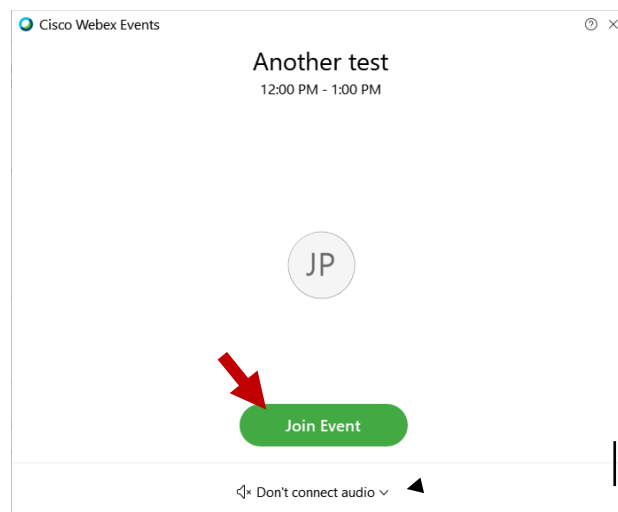 Cisco Webex Events
Another test
12:00 PM - 1:00 PM
JP
Join Event
Don't connect audio